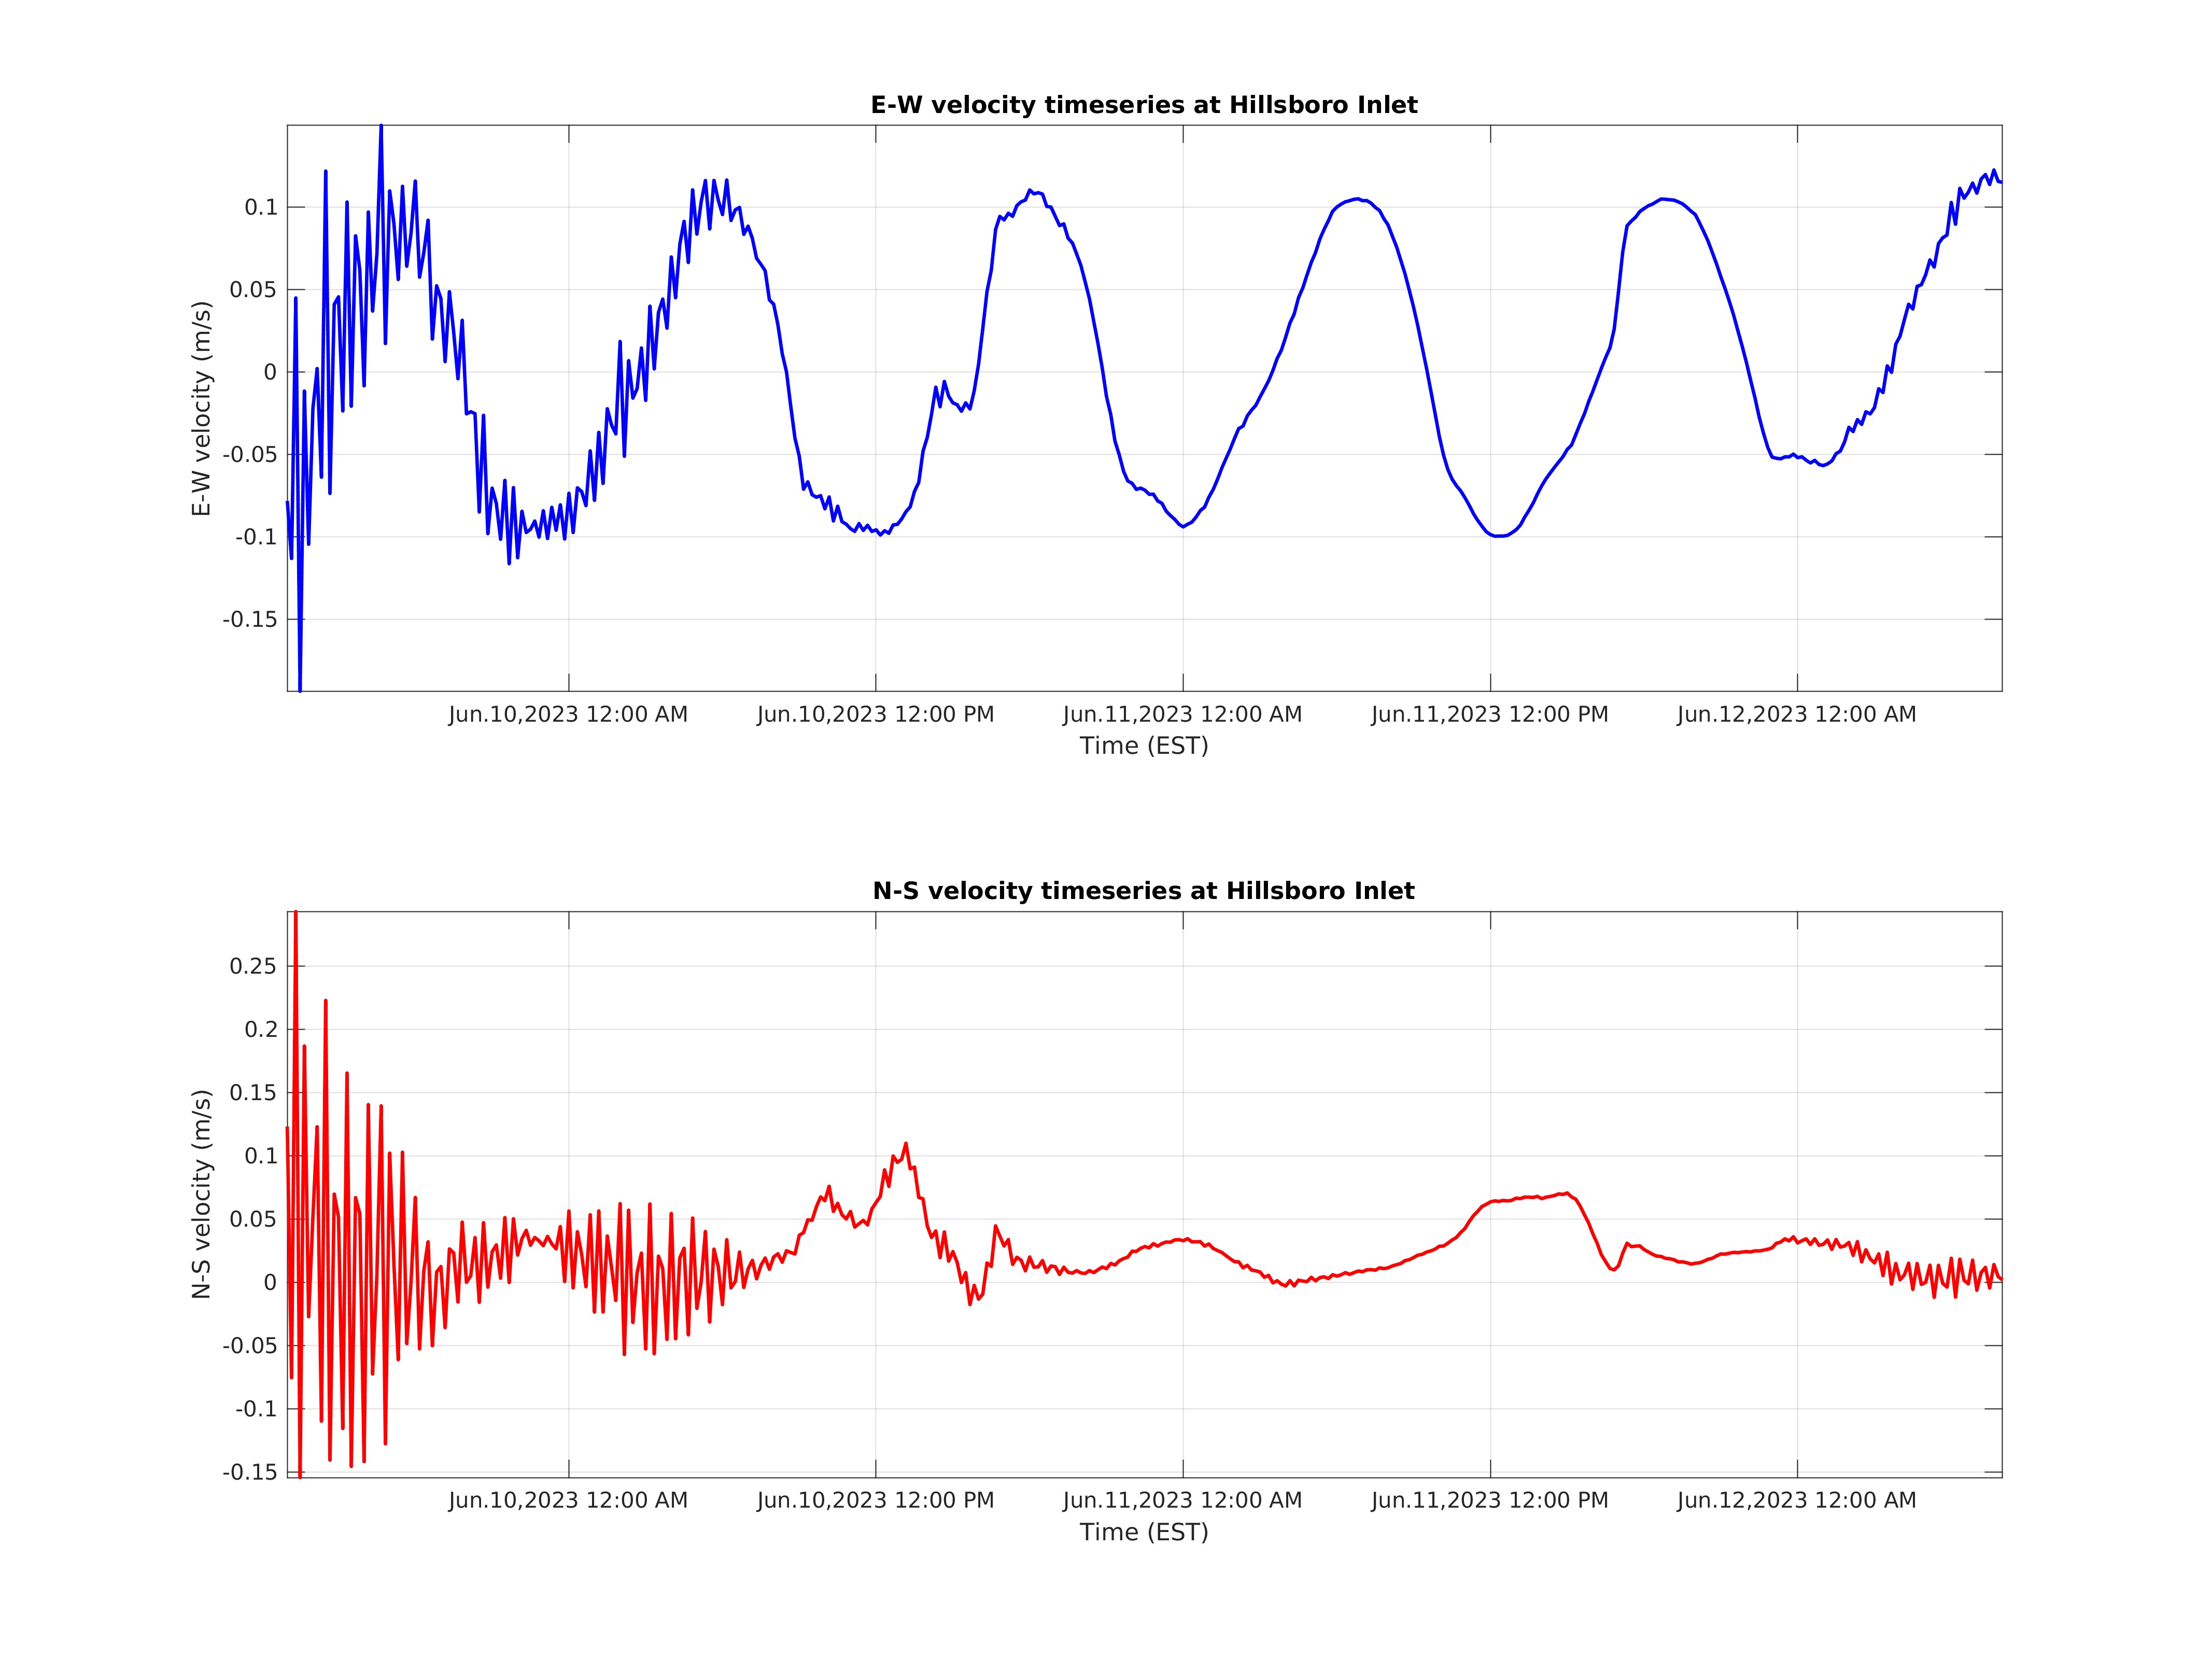 E-W velocity timeseries at Hillsboro Inlet
0.1
0.05
0
-0.05
-0.1
-0.15
E-W velocity (m/s)
Jun.10,2023 12:00 AM Jun.10,2023 12:00 PM Jun.11,2023 12:00 AM Jun.11,2023 12:00 PM Jun.12,2023 12:00 AM
Time (EST)
N-S velocity timeseries at Hillsboro Inlet
0.25
0.2
0.15
0.1
0.05
0
-0.05
-0.1
-0.15
N-S velocity (m/s)
Jun.10,2023 12:00 AM Jun.10,2023 12:00 PM Jun.11,2023 12:00 AM Jun.11,2023 12:00 PM Jun.12,2023 12:00 AM
Time (EST)